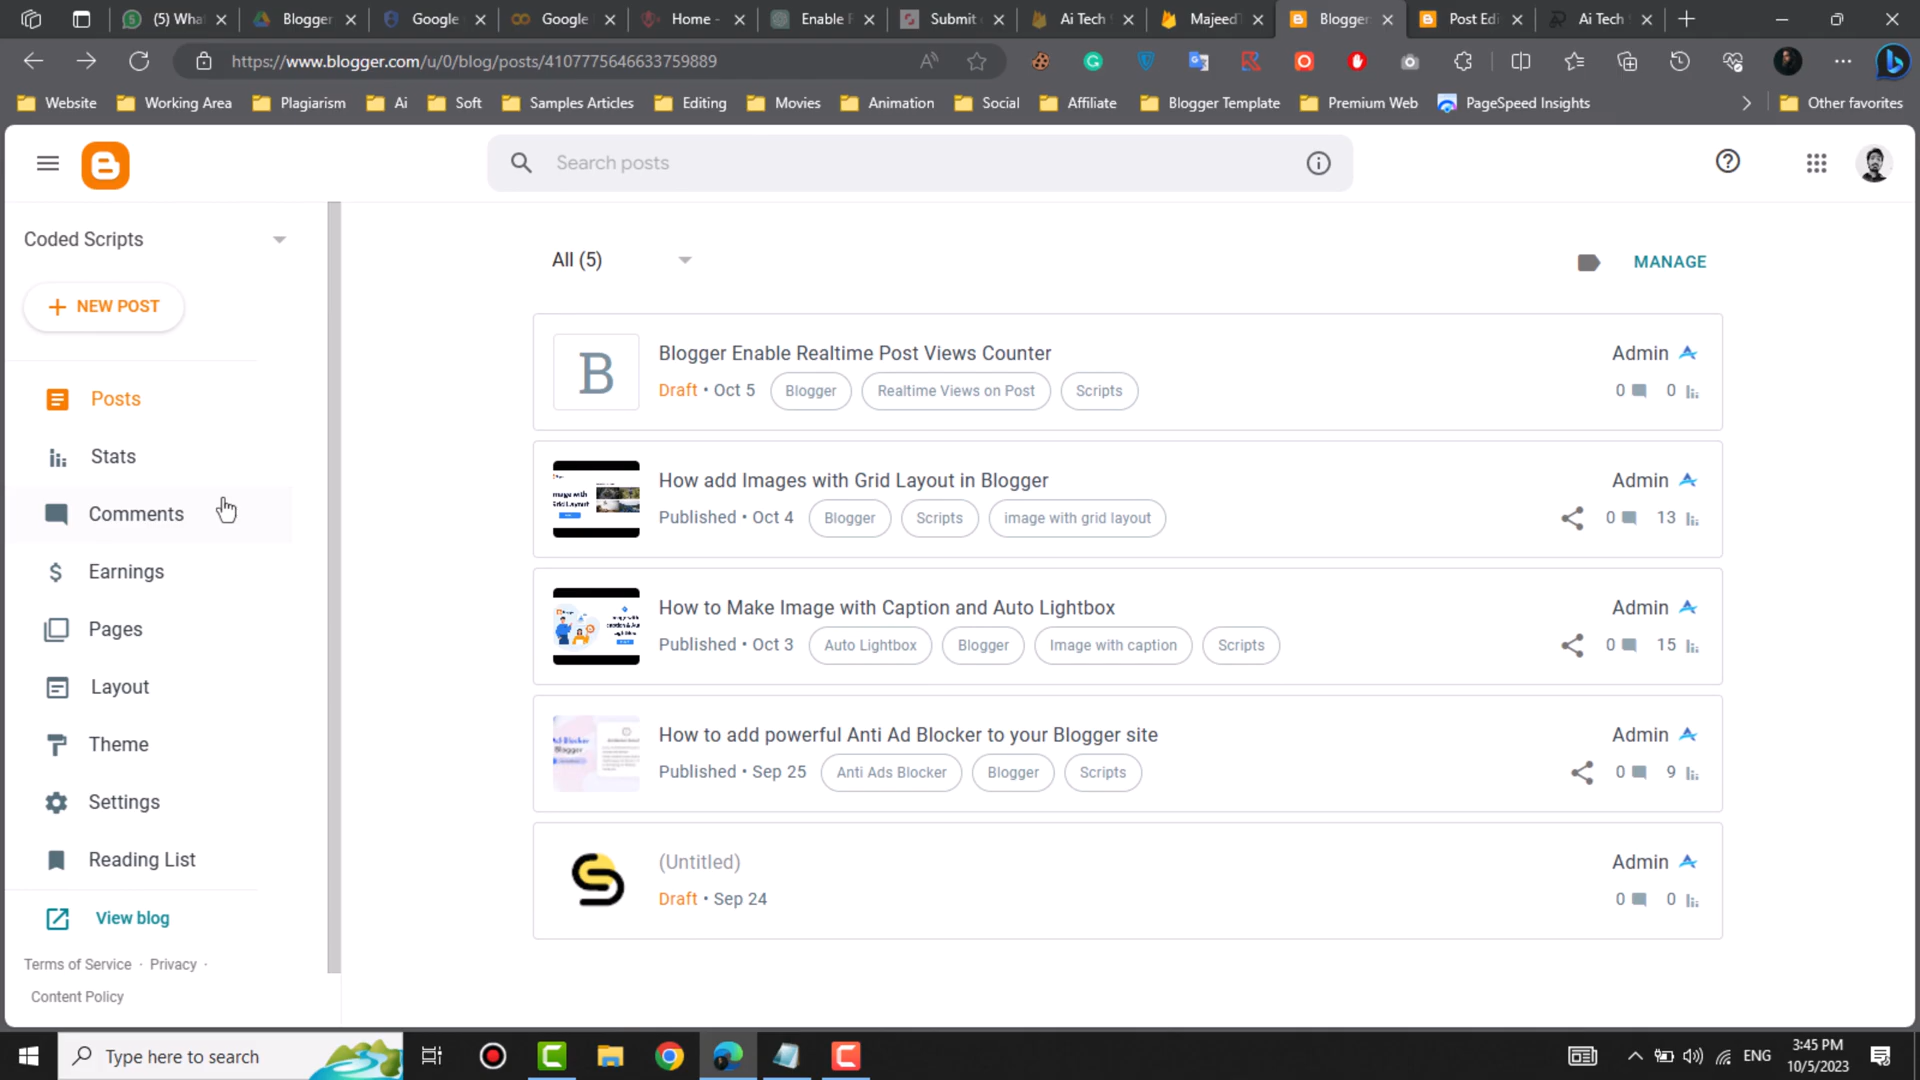 (5) Wha
Blogger
Google
Google
Home -
Enable F
Submit
Ai Tech
Majeed
Blogger
Post Edi
Ai Tech
https://www.blogger.com/u/0/blog/posts/4107775646633759889
Website
Working Area
Plagiarism
Ai
Soft
Samples Articles
Editing
Movies
Animation
Social
Affiliate
Blogger Template
Premium Web
PageSpeed Insights
Other favorites
Search posts
Coded Scripts
NEW POST
Posts
Stats
Comments
Earnings
Pages
Layout
Theme
Settings
Reading List
View blog
Terms of Service · Privacy ·
Content Policy
All (5)
MANAGE
B
Blogger Enable Realtime Post Views Counter
Admin
Draft • Oct 5 Blogger Realtime Views on Post Scripts
0 0
How add Images with Grid Layout in Blogger
Admin
Published • Oct 4 Blogger Scripts image with grid layout
0 13
How to Make Image with Caption and Auto Lightbox
Admin
Published • Oct 3 Auto Lightbox Blogger Image with caption Scripts
0 15
How to add powerful Anti Ad Blocker to your Blogger site
Admin
Published • Sep 25 Anti Ads Blocker Blogger Scripts
0 9
(Untitled)
Admin
Draft • Sep 24
0 0
Type here to search
ENG
3:45 PM
10/5/2023